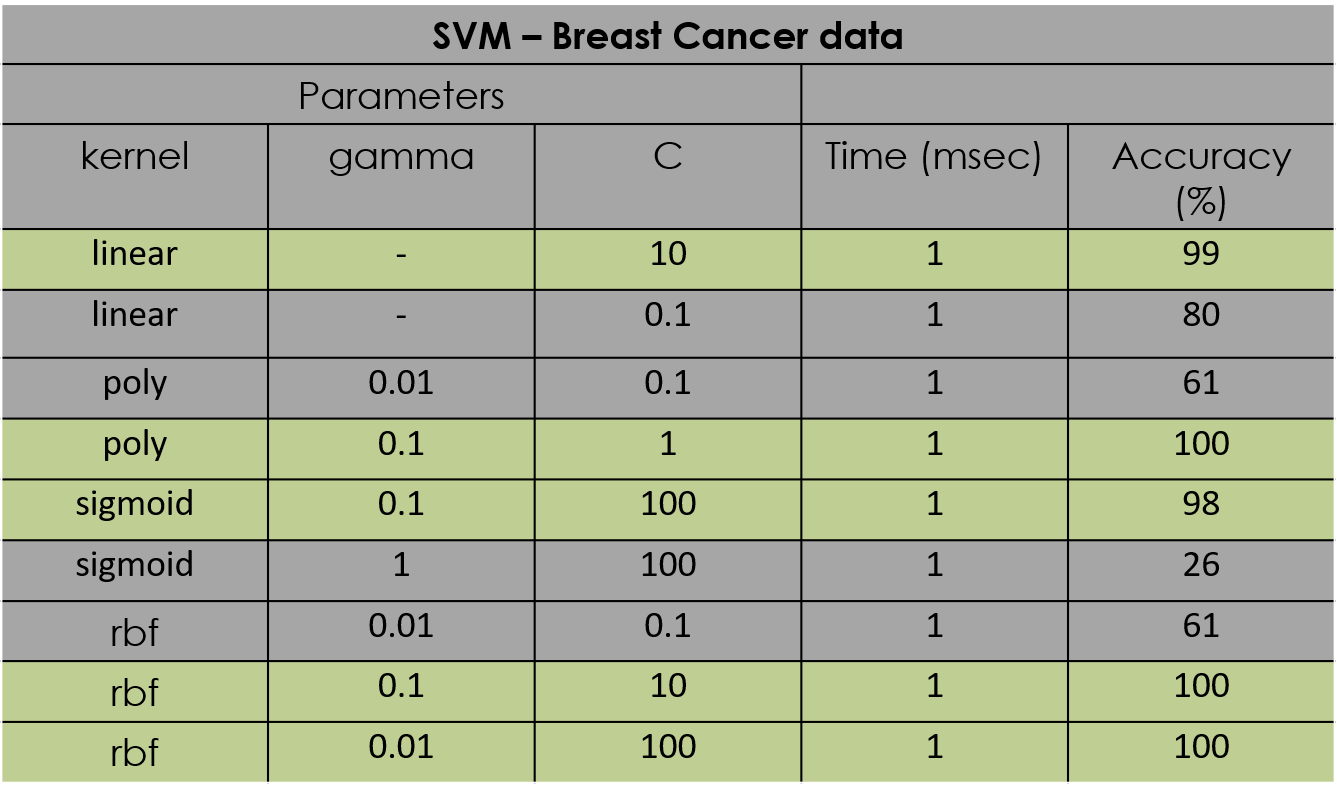 SVM – Breast Cancer data
Parameters
kernel gamma C Time (msec) Accuracy
(%)
linear - 10 1 99
linear - 0.1 1 80
poly 0.01 0.1 1 61
poly 0.1 1 1 100
sigmoid 0.1 100 1 98
sigmoid 1 100 1 26
rbf 0.01 0.1 1 61
rbf 0.1 10 1 100
rbf 0.01 100 1 100